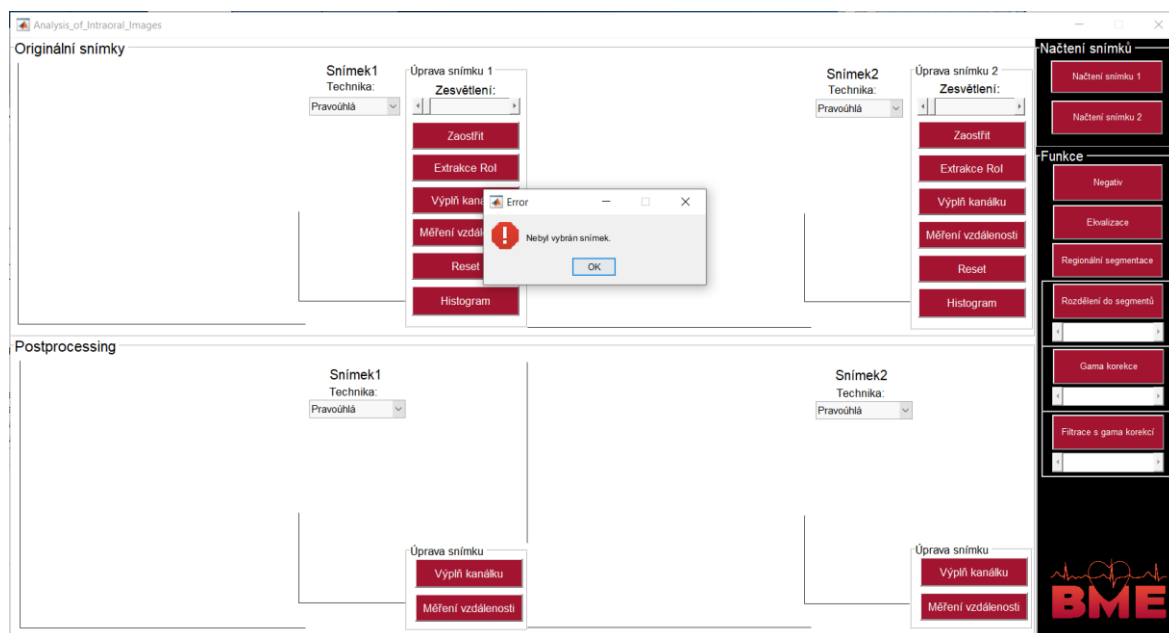 Analysis_of_Intraoral_Images
Originální snímky
Snímek1
Technika:
Pravoúhlá
Úprava snímku 1
Zesvětlení:
Zaostřit
Extrakce RoI
Výplň kaná
Měření vzdál
Reset
Histogram
Snímek2
Technika:
Pravoúhlá
Úprava snímku 2
Zesvětlení:
Zaostřit
Extrakce RoI
Výplň kanálku
Měření vzdálenosti
Reset
Histogram
Error
Nebyl vybrán snímek.
OK
Načtení snímků
Načtení snímku 1
Načtení snímku 2
Funkce
Negativ
Ekvalizace
Regionální segmentace
Rozdělení do segmentů
Gama korekce
Filtrace s gama korekcí
Postprocessing
Snímek1
Technika:
Pravoúhlá
Úprava snímku
Výplň kanálku
Měření vzdálenosti
Snímek2
Technika:
Pravoúhlá
Úprava snímku
Výplň kanálku
Měření vzdálenosti
BME